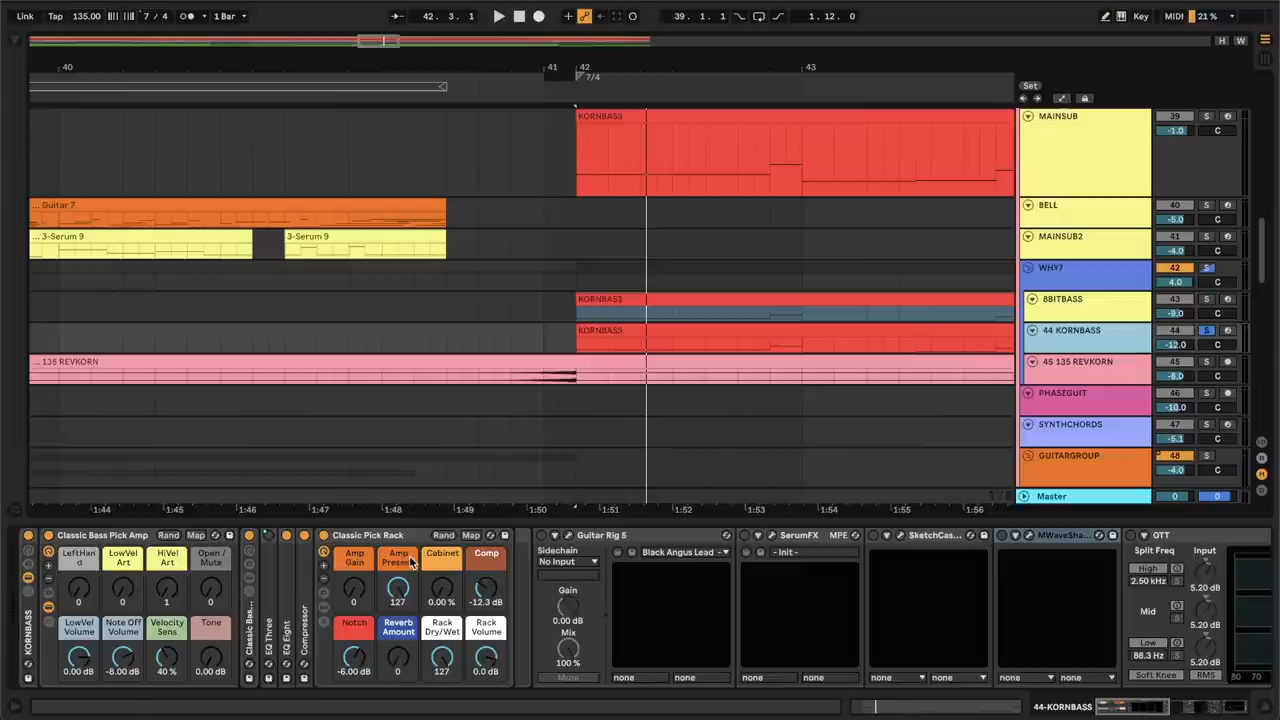 Link Tap 135.00 7 / 4 1 Bar 42. 3. 1 39. 1. 1 1. 12. 0 Key MIDI 21 %
H W
40 41 42 43
7/4
Set
KORNBASS MAINSUB 39 S
-1.0 C
... Guitar 7 BELL 40 S
-5.0 C
... 3-Serum 9 3-Serum 9 MAINSUB2 41 S
-4.0 C
WHY? 42 S
4.0 C
KORNBASS 8BITBASS 43 S
-9.0 C
KORNBASS 44 KORNBASS 44 S
-12.0 C
... 135 REVKORN 45 135 REVKORN 45 S
-8.0 C
PHASEGUIT 46 S
-10.0 C
SYNTHCHORDS 47 S
-5.1 C
GUITARGROUP 48 S
-4.0 C
Master 0 0
1:44 1:45 1:46 1:47 1:48 1:49 1:50 1:51 1:52 1:53 1:54 1:55 1:56
KORNBASS
Classic Bass Pick Amp Rand Map
LeftHan
d
LowVel
Art
HiVel
Art
Open /
Mute
0 0 1 0
LowVel
Volume
Note Off
Volume
Velocity
Sens
Tone
0.00 dB -8.00 dB 40 % 0
Classic Bas...
EQ Three
EQ Eight
Compressor
Classic Pick Rack Rand Map
Amp
Gain
Amp
Cabinet
Comp
0 127 0.00 % -12.3 dB
Notch
Reverb
Amount
Rack
Dry/Wet
Rack
Volume
-6.00 dB 0 127 0.0 dB
Guitar Rig 5
Sidechain
No Input
Black Angus Lead
Gain
0.00 dB
Mix
100 %
Mute
none none
SerumFX MPE
- Init -
none none
SketchCas...
none none
MWaveSha...
none none
OTT
Split Freq Input
High
2.50 kHz 5.20 dB
Mid
5.20 dB
Low
88.3 Hz 5.20 dB
Soft Knee RMS
80 70
44-KORNBASS